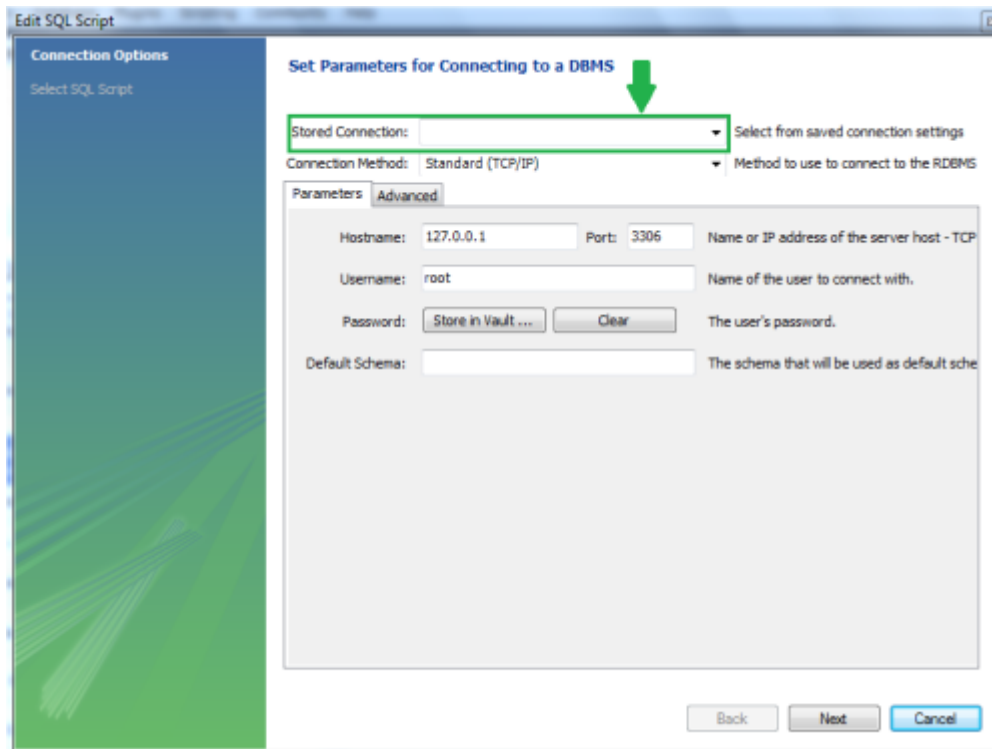 Edit SQL Script
Connection Options
Select SQL Script
Set Parameters for Connecting to a DBMS
Stored Connection: Select from saved connection settings
Connection Method: Standard (TCP/IP) Method to use to connect to the RDBMS
Parameters Advanced
Hostname: 127.0.0.1 Port: 3306 Name or IP address of the server host - TCP
Username: root Name of the user to connect with.
Password: Store in Vault ... Clear The user's password.
Default Schema: The schema that will be used as default sche
Back Next Cancel